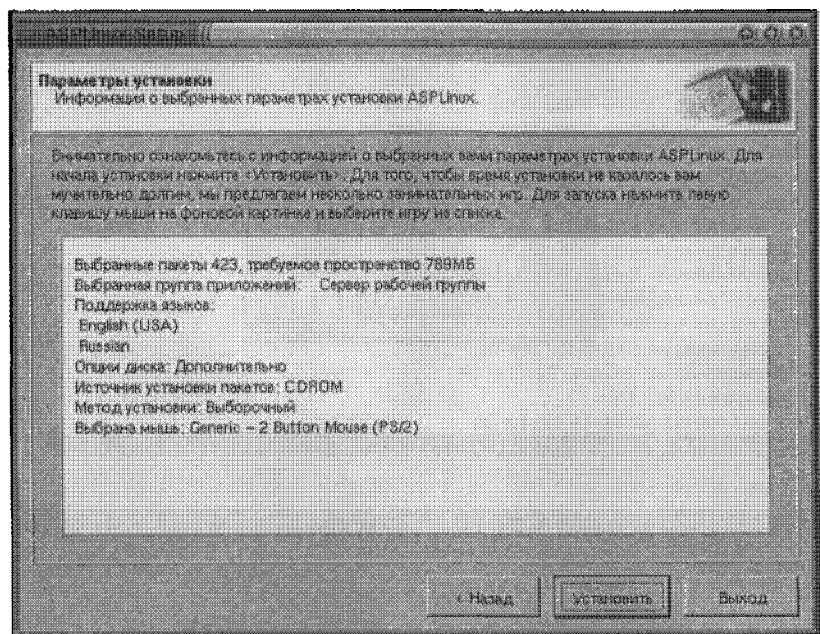 ASPLinux Setup
Параметры установки
Информация о выбранных параметрах установки ASPLinux.
Внимательно ознакомьтесь с информацией о выбранных вами параметрах установки ASPLinux. Для
начала установки нажмите <Установить>. Для того, чтобы время установки не казалось вам
мучительно долгим, мы предлагаем несколько занимательных игр. Для запуска нажмите левую
клавишу мыши на фоновой картинке и выберите игру из списка.
Выбранные пакеты 423, требуемое пространство 789МБ
Выбранная группа приложений: Сервер рабочей группы
Поддержка языков:
English (USA)
Russian
Опции диска: Дополнительно
Источник установки пакетов: CDROM
Метод установки: Выборочный
Выбрана мышь: Generic - 2 Button Mouse (PS/2)
< Назад
Установить
Выход